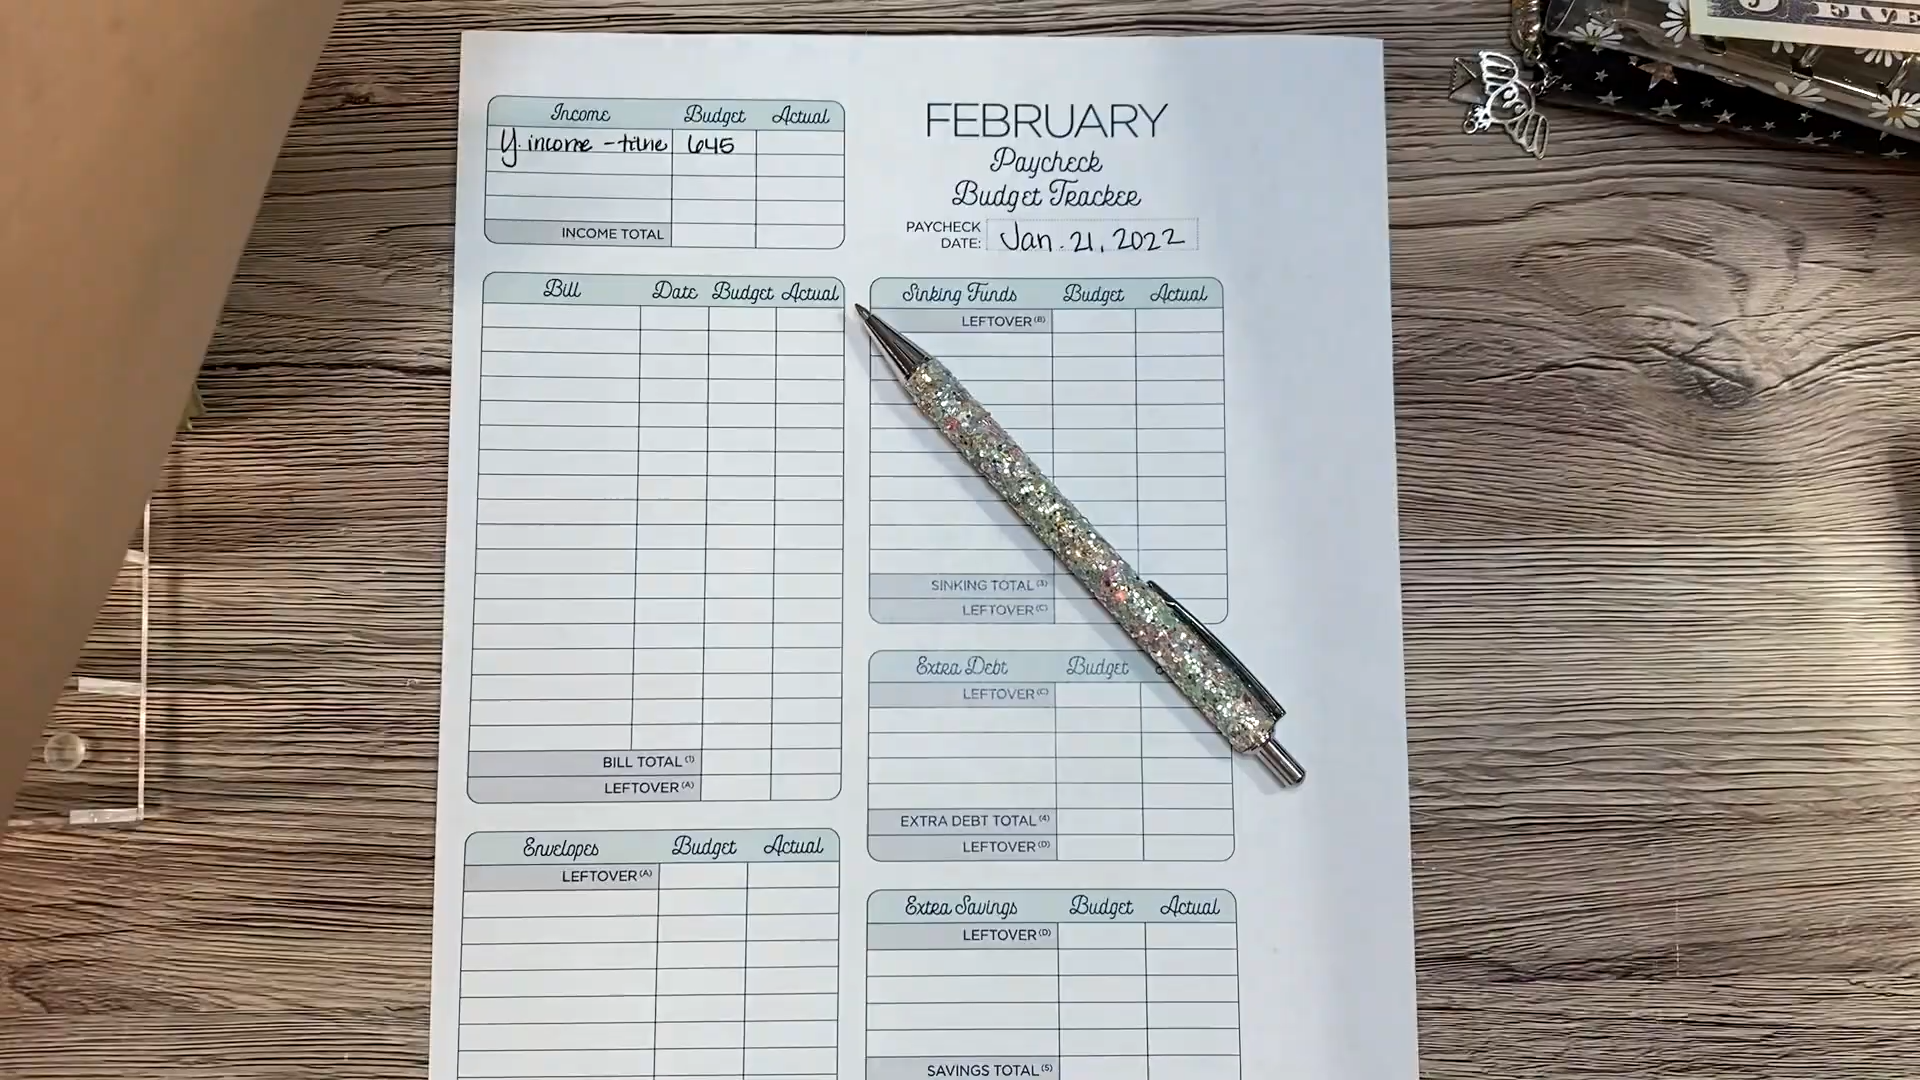 Income Budget Actual
y. income - tithe 645
INCOME TOTAL
FEBRUARY
Paycheck
Budget Tracker
PAYCHECK
DATE: Jan. 21, 2022
Bill Date Budget Actual
BILL TOTAL (1)
LEFTOVER (A)
Envelopes Budget Actual
LEFTOVER (A)
Sinking Funds Budget Actual
LEFTOVER (B)
SINKING TOTAL (3)
LEFTOVER (C)
Extra Debt Budget
LEFTOVER (C)
EXTRA DEBT TOTAL (4)
LEFTOVER (D)
Extra Savings Budget Actual
LEFTOVER (D)
SAVINGS TOTAL (5)
FIVE